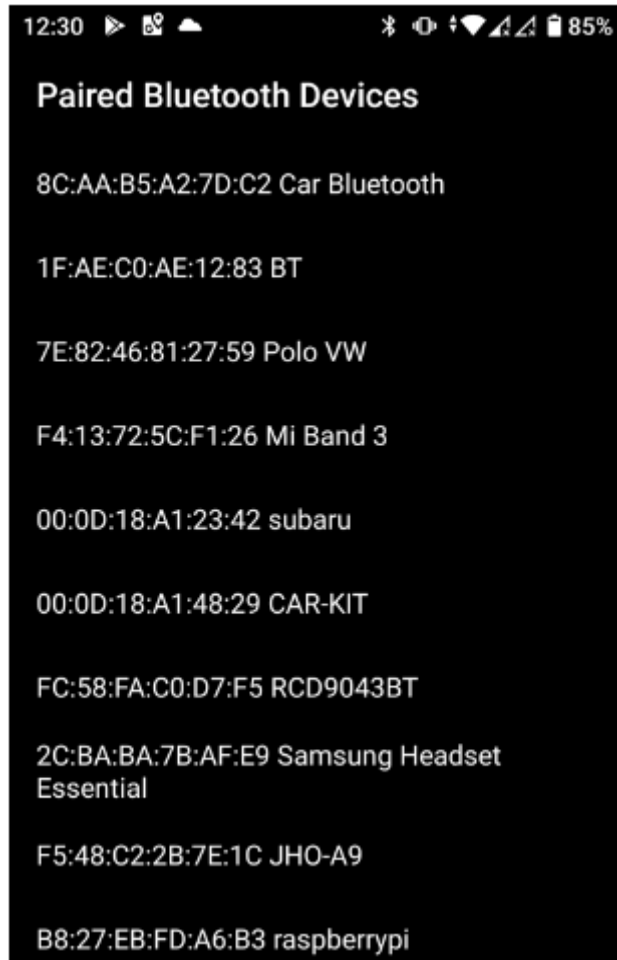 12:30 85%
Paired Bluetooth Devices
8C:AA:B5:A2:7D:C2 Car Bluetooth
1F:AE:C0:AE:12:83 BT
7E:82:46:81:27:59 Polo VW
F4:13:72:5C:F1:26 Mi Band 3
00:0D:18:A1:23:42 subaru
00:0D:18:A1:48:29 CAR-KIT
FC:58:FA:C0:D7:F5 RCD9043BT
2C:BA:BA:7B:AF:E9 Samsung Headset
Essential
F5:48:C2:2B:7E:1C JHO-A9
B8:27:EB:FD:A6:B3 raspberrypi